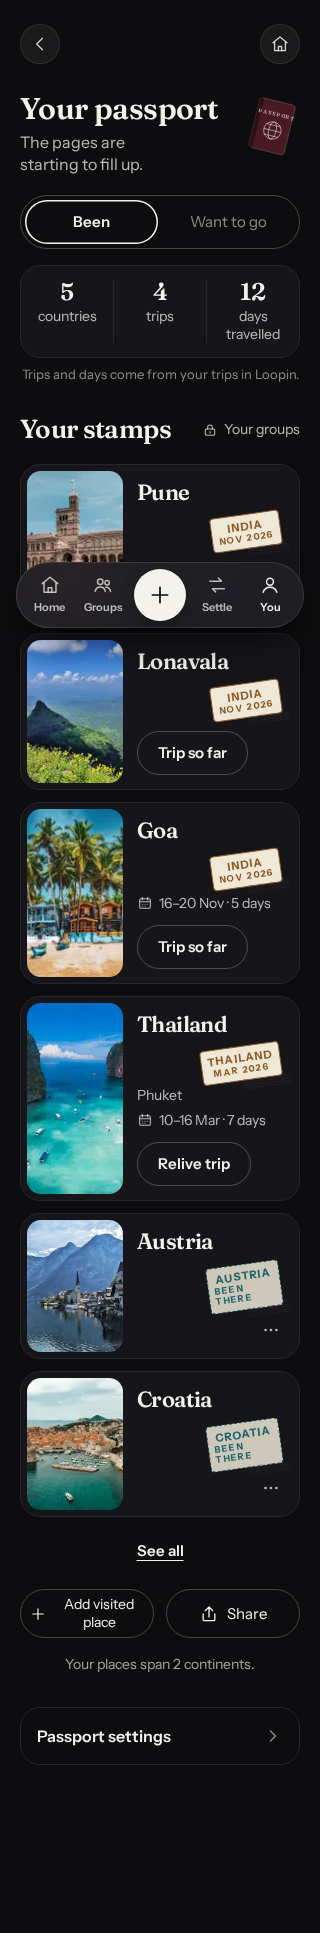 Your passport
PASSPORT
The pages are
starting to fill up.
Been
Want to go
5
countries
4
trips
12
days
travelled
Trips and days come from your trips in Loopin.
Your stamps
Your groups
Pune
INDIA
NOV 2026
Home
Groups
Settle
You
Lonavala
INDIA
NOV 2026
Trip so far
Goa
INDIA
NOV 2026
16–20 Nov · 5 days
Trip so far
Thailand
THAILAND
MAR 2026
Phuket
10–16 Mar · 7 days
Relive trip
Austria
AUSTRIA
BEEN
THERE
Croatia
CROATIA
BEEN
THERE
See all
Add visited
place
Share
Your places span 2 continents.
Passport settings